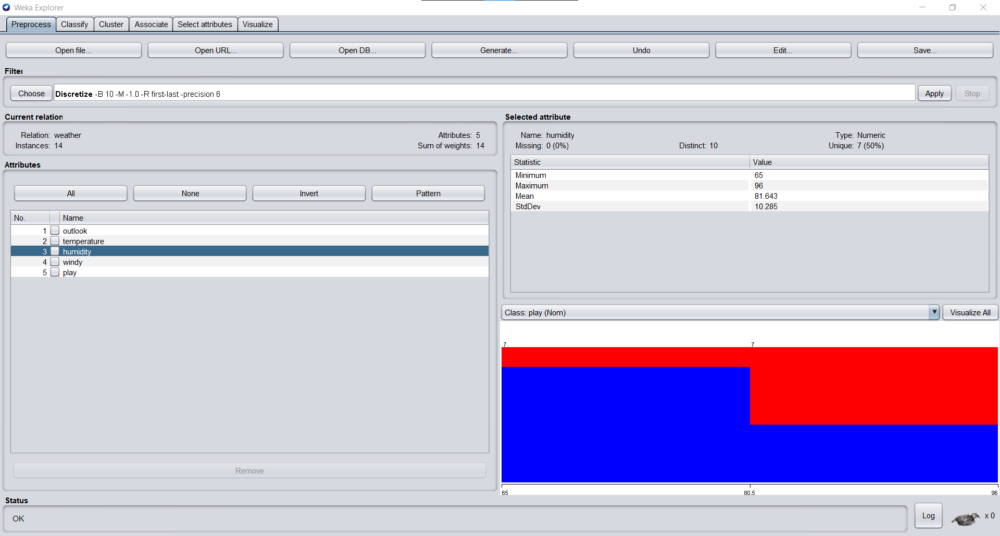 Weka Explorer
Preprocess Classify Cluster Associate Select attributes Visualize
Open file... Open URL... Open DB... Generate... Undo Edit... Save...
Filter
Choose Discretize -B 10 -M -1.0 -R first-last -precision 6 Apply Stop
Current relation
Relation: weather Attributes: 5
Instances: 14 Sum of weights: 14
Attributes
All None Invert Pattern
No. Name
1 outlook
2 temperature
3 humidity
4 windy
5 play
Remove
Selected attribute
Name: humidity Type: Numeric
Missing: 0 (0%) Distinct: 10 Unique: 7 (50%)
Statistic Value
Minimum 65
Maximum 96
Mean 81.643
StdDev 10.285
Class: play (Nom) Visualize All
7 7
65 80.5 96
Status
OK
Log x 0